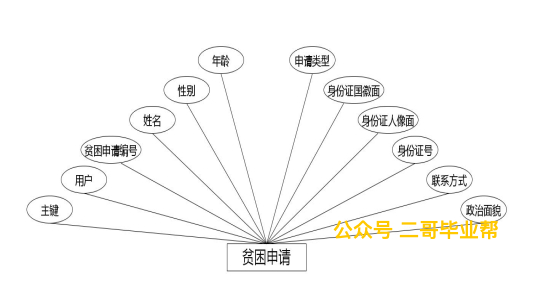 年龄
申请类型
性别
身份证国徽面
姓名
身份证人像面
贫困申请编号
身份证号
用户
联系方式
主键
政治面貌
公众号 二哥毕业帮
贫困申请